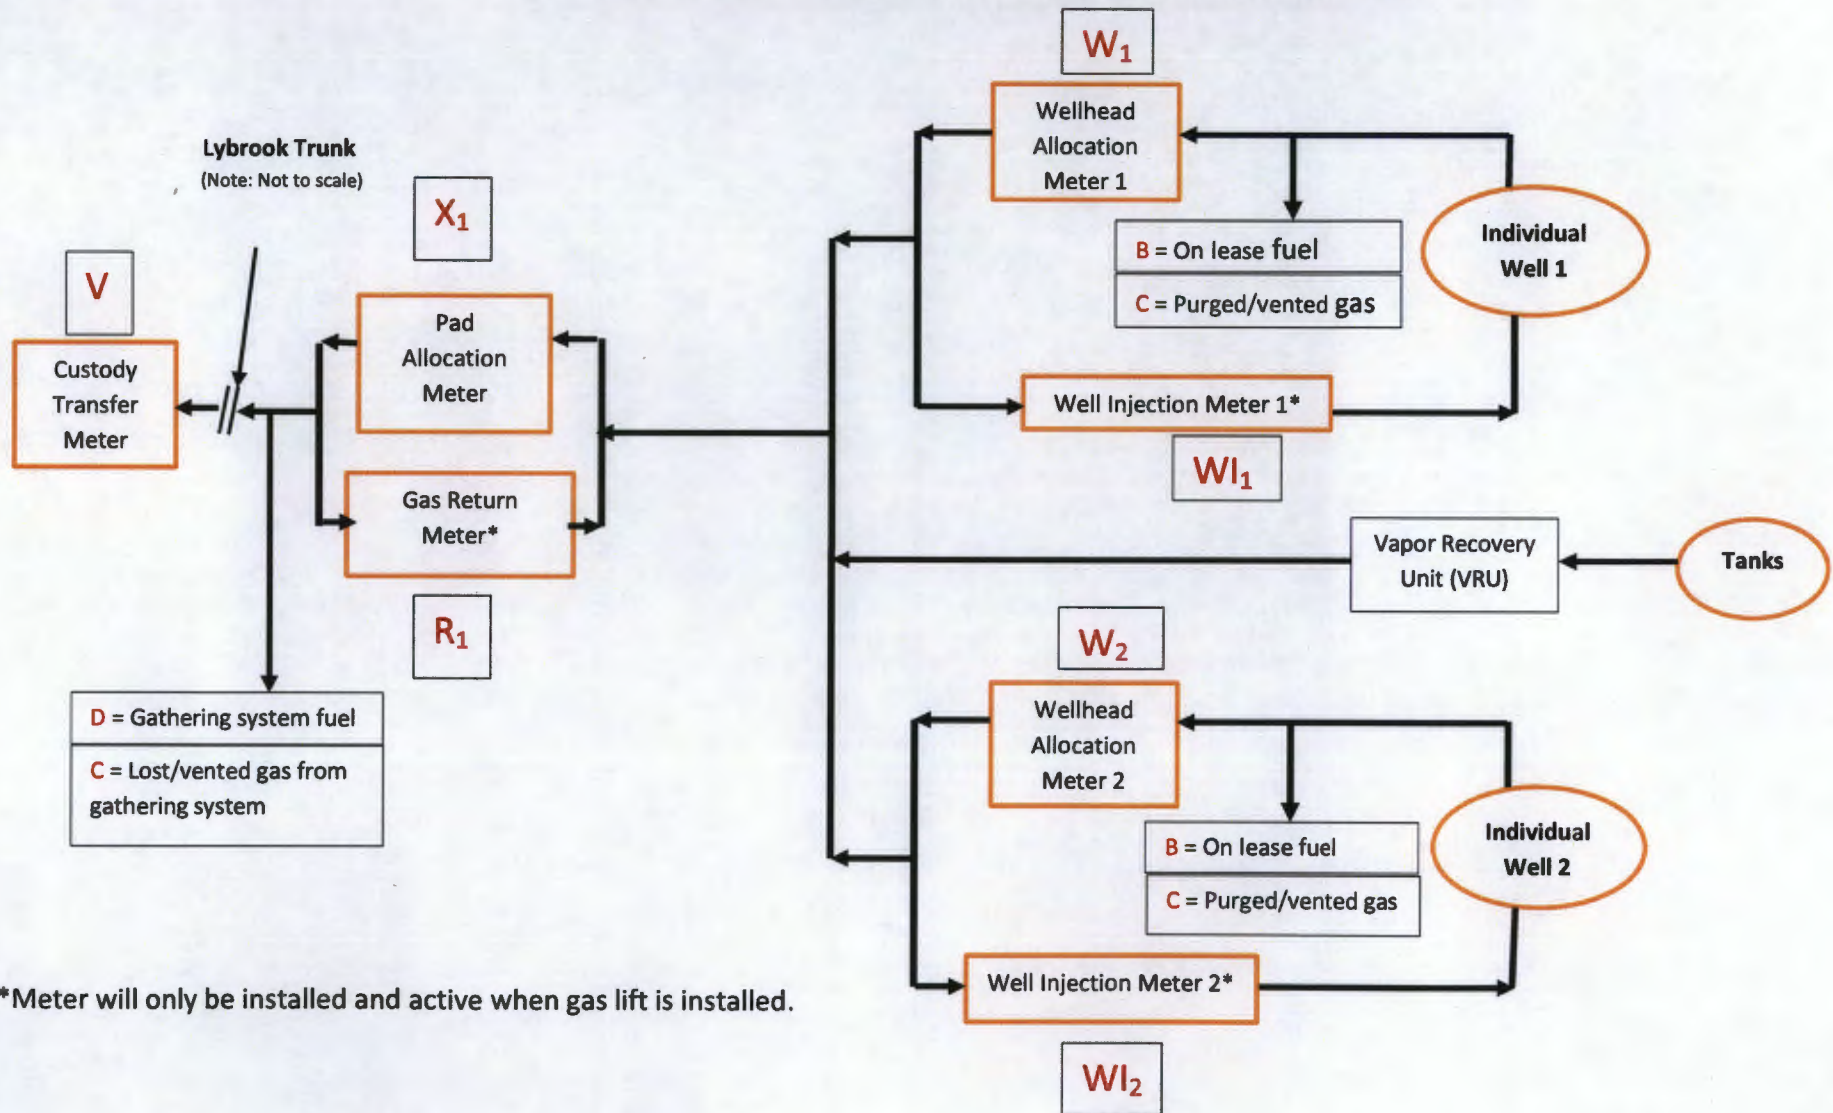 W₁
Wellhead
Allocation
Meter 1
Lybrook Trunk
(Note: Not to scale)
X₁
V
Custody
Transfer
Meter
Pad
Allocation
Meter
Gas Return
Meter*
R₁
D = Gathering system fuel
C = Lost/vented gas from
gathering system
B = On lease fuel
C = Purged/vented gas
Individual
Well 1
Well Injection Meter 1*
WI₁
Vapor Recovery
Unit (VRU)
Tanks
W₂
Wellhead
Allocation
Meter 2
B = On lease fuel
C = Purged/vented gas
Individual
Well 2
Well Injection Meter 2*
WI₂
*Meter will only be installed and active when gas lift is installed.